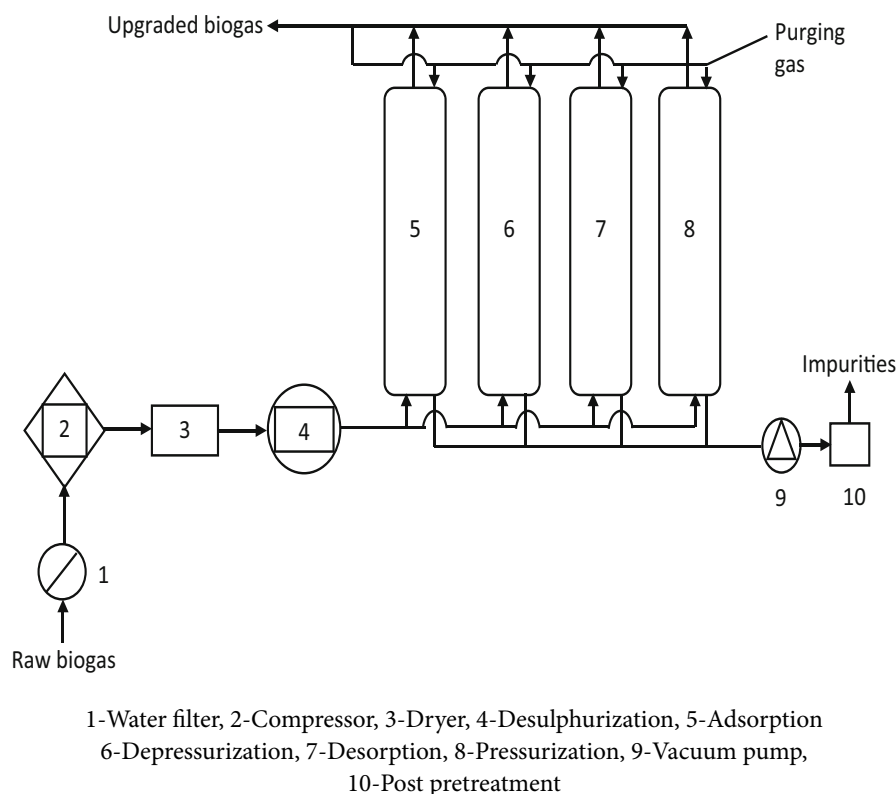 Upgraded biogas
Purging
gas
5
6
7
8
Impurities
2
3
4
9
10
1
Raw biogas
1-Water filter, 2-Compressor, 3-Dryer, 4-Desulphurization, 5-Adsorption
6-Depressurization, 7-Desorption, 8-Pressurization, 9-Vacuum pump,
10-Post pretreatment